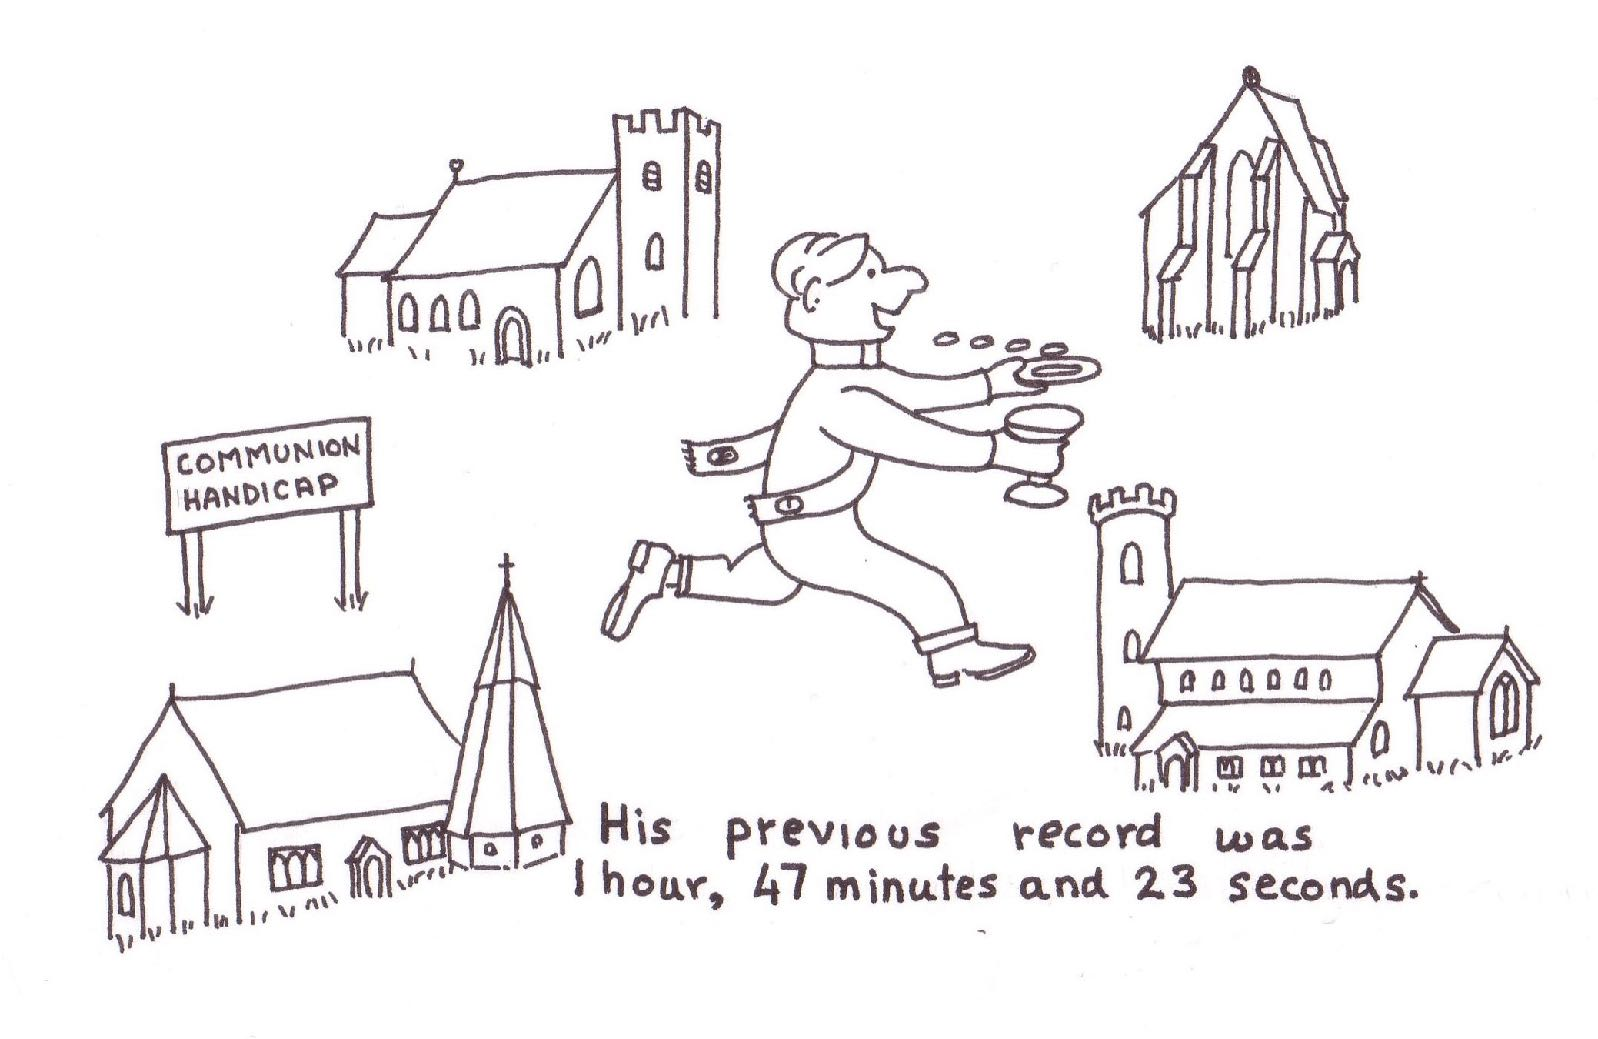 COMMUNION
HANDICAP
His previous record was
1 hour, 47 minutes and 23 seconds.